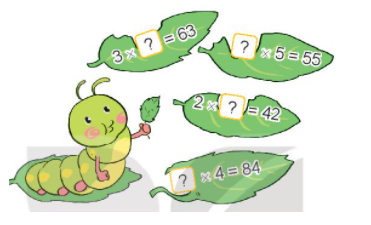 3 × ? = 63
? × 5 = 55
2 × ? = 42
? × 4 = 84